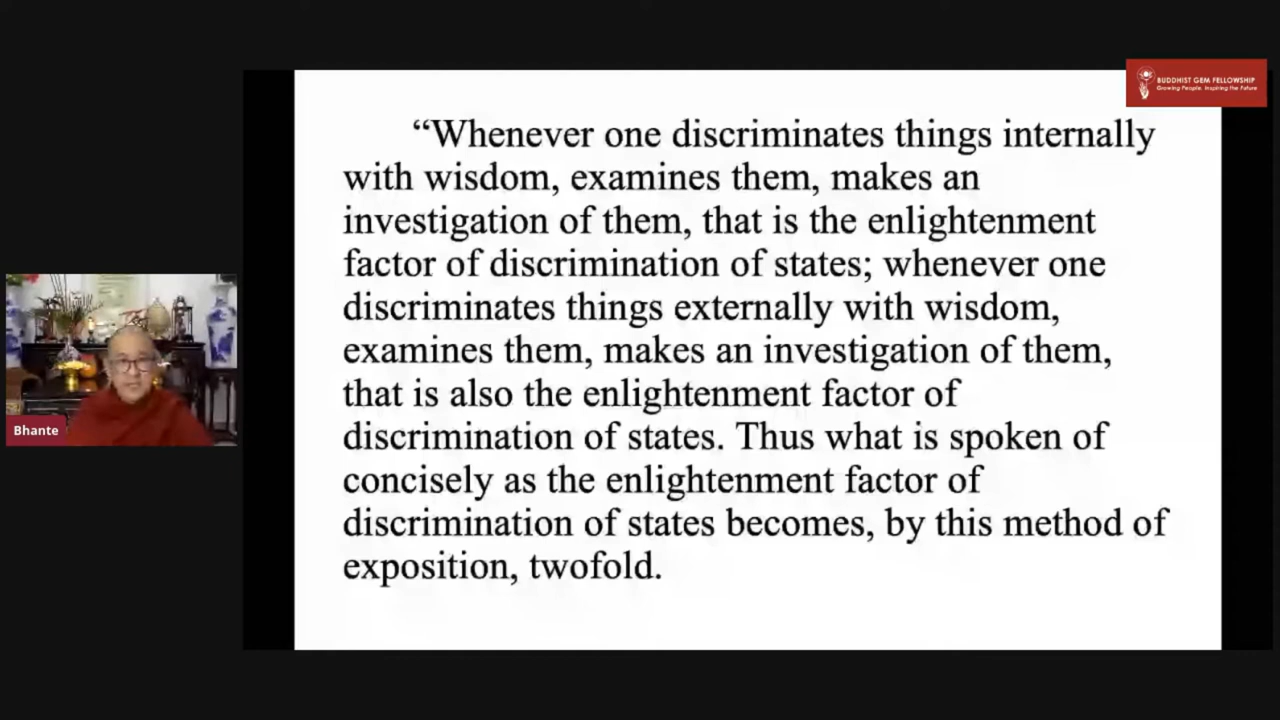 BUDDHIST GEM FELLOWSHIP
Growing People. Inspiring the Future
“Whenever one discriminates things internally
with wisdom, examines them, makes an
investigation of them, that is the enlightenment
factor of discrimination of states; whenever one
discriminates things externally with wisdom,
examines them, makes an investigation of them,
that is also the enlightenment factor of
discrimination of states. Thus what is spoken of
concisely as the enlightenment factor of
discrimination of states becomes, by this method of
exposition, twofold.
Bhante